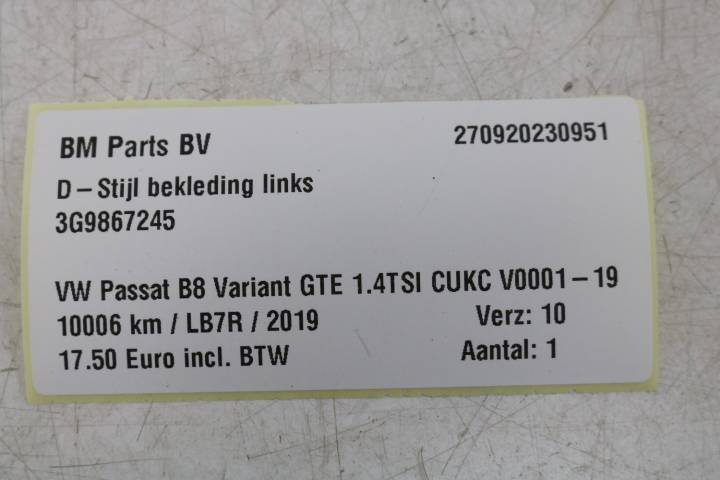 BM Parts BV 270920230951
D-Stijl bekleding links
3G9867245
VW Passat B8 Variant GTE 1.4TSI CUKC V0001-19
10006 km / LB7R / 2019 Verz: 10
17.50 Euro incl. BTW Aantal: 1